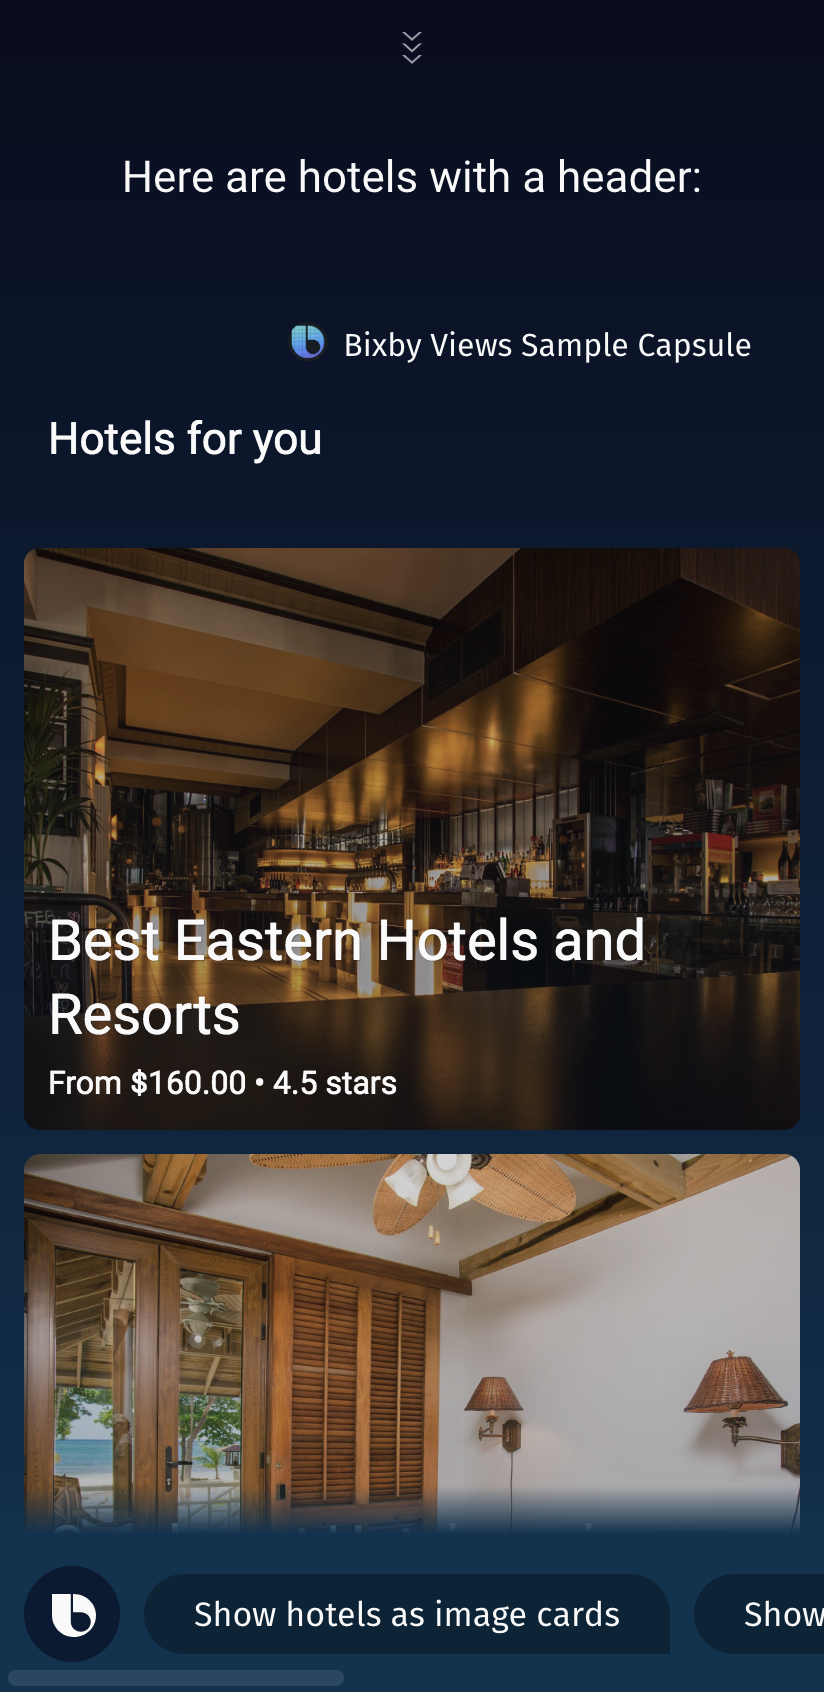 Here are hotels with a header:
Bixby Views Sample Capsule
Hotels for you
Best Eastern Hotels and
Resorts
From $160.00 • 4.5 stars
Show hotels as image cards
Show